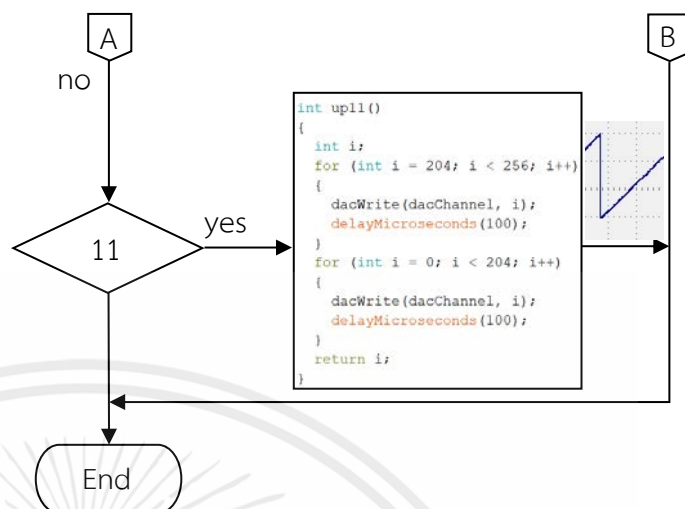 A
B
no
int up11()
{
int i;
for (int i = 204; i < 256; i++)
{
dacWrite(dacChannel, i);
delayMicroseconds(100);
}
for (int i = 0; i < 204; i++)
{
dacWrite(dacChannel, i);
delayMicroseconds(100);
}
return i;
}
yes
11
End